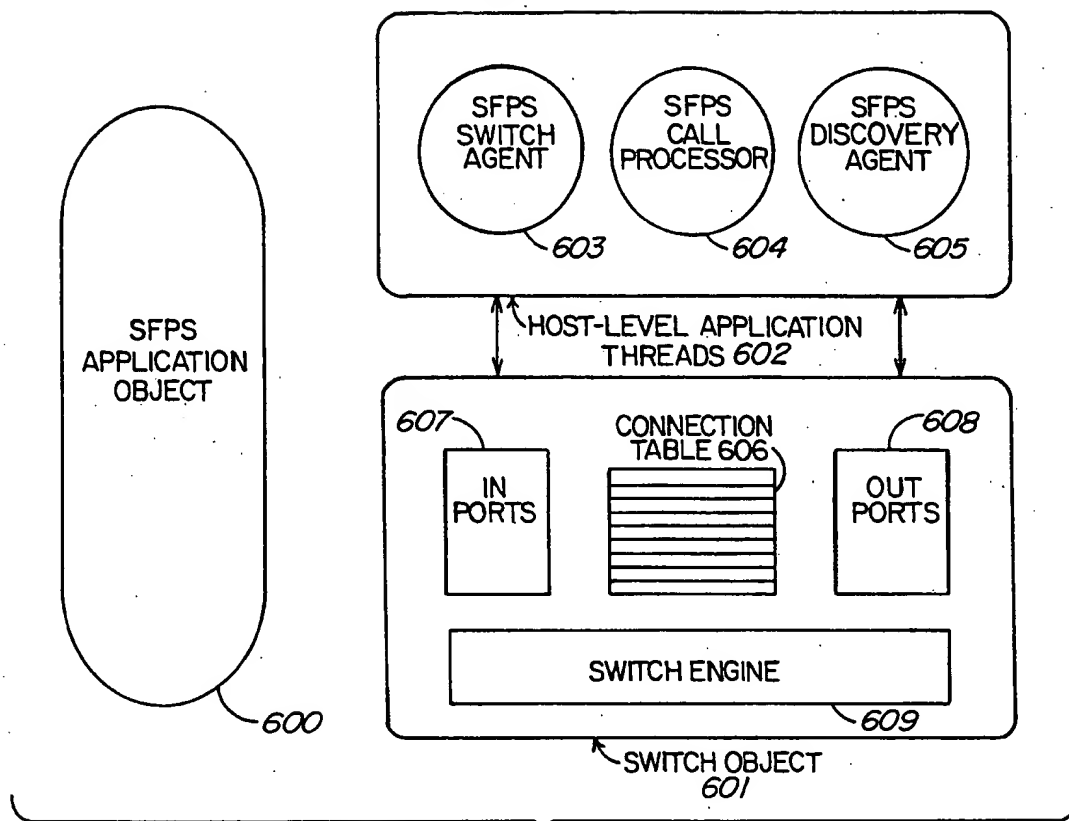 SFPS
SWITCH
AGENT
603
SFPS
CALL
PROCESSOR
604
SFPS
DISCOVERY
AGENT
605
HOST-LEVEL APPLICATION
THREADS 602
SFPS
APPLICATION
OBJECT
600
607
IN
PORTS
CONNECTION
TABLE 606
608
OUT
PORTS
SWITCH ENGINE
609
SWITCH OBJECT
601